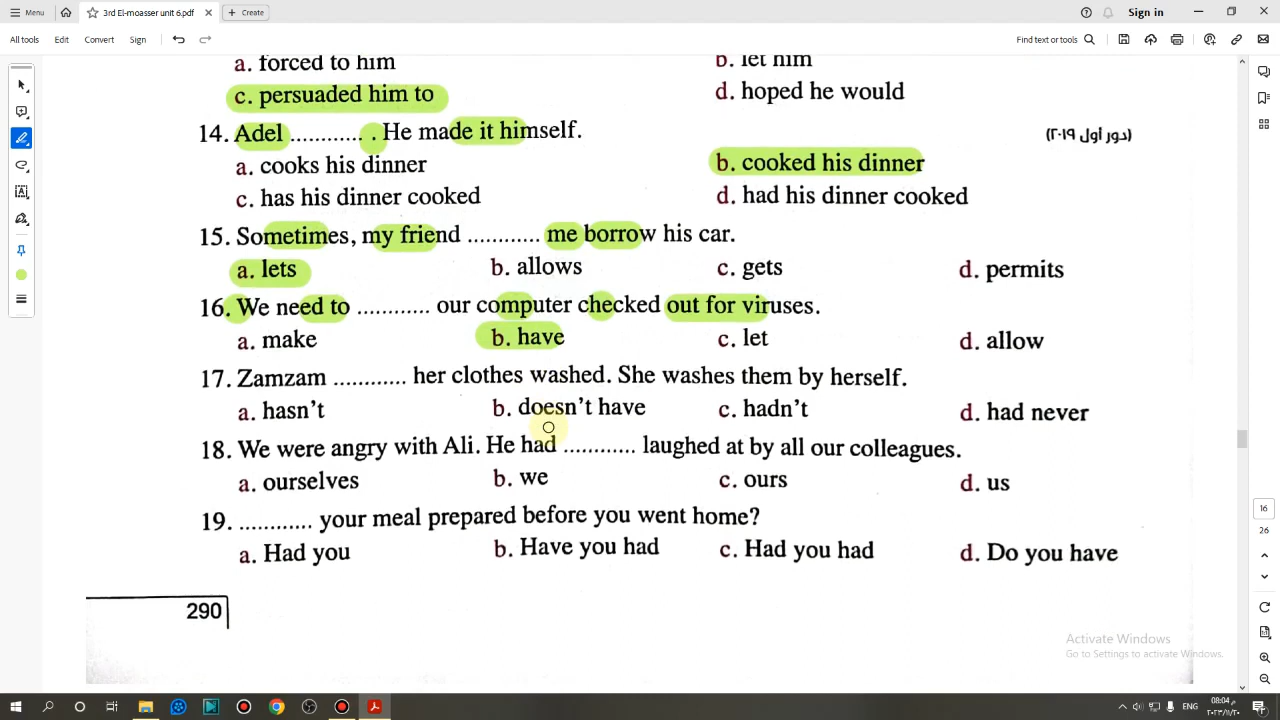 Menu
3rd El-moasser unit 6.pdf
Create
Sign in
All tools Edit Convert Sign
Find text or tools
a. forced to him b. let him
c. persuaded him to d. hoped he would
14. Adel ............ . He made it himself. (دور أول ٢٠١٩)
a. cooks his dinner b. cooked his dinner
c. has his dinner cooked d. had his dinner cooked
15. Sometimes, my friend ............ me borrow his car.
a. lets b. allows c. gets d. permits
16. We need to ............ our computer checked out for viruses.
a. make b. have c. let d. allow
17. Zamzam ............ her clothes washed. She washes them by herself.
a. hasn't b. doesn't have c. hadn't d. had never
18. We were angry with Ali. He had ............ laughed at by all our colleagues.
a. ourselves b. we c. ours d. us
19. ............ your meal prepared before you went home?
a. Had you b. Have you had c. Had you had d. Do you have
290
16
26
Activate Windows
Go to Settings to activate Windows.
ENG
08:04 م